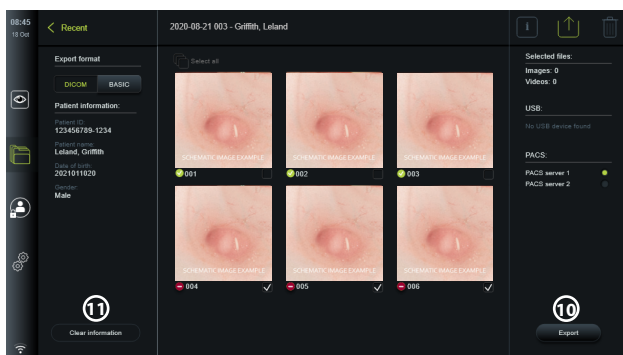 08:45
18 Oct
Recent
2020-08-21 003 - Griffith, Leland
i
Export format
DICOM
BASIC
Patient information:
Patient ID:
123456789-1234
Patient name:
Leland, Griffith
Date of birth:
2021011020
Gender:
Male
11
Clear information
Select all
SCHEMATIC IMAGE EXAMPLE
SCHEMATIC IMAGE EXAMPLE
SCHEMATIC IMAGE EXAMPLE
001
002
003
SCHEMATIC IMAGE EXAMPLE
SCHEMATIC IMAGE EXAMPLE
SCHEMATIC IMAGE EXAMPLE
004
005
006
Selected files:
Images: 0
Videos: 0
USB:
No USB device found
PACS:
PACS server 1
PACS server 2
10
Export